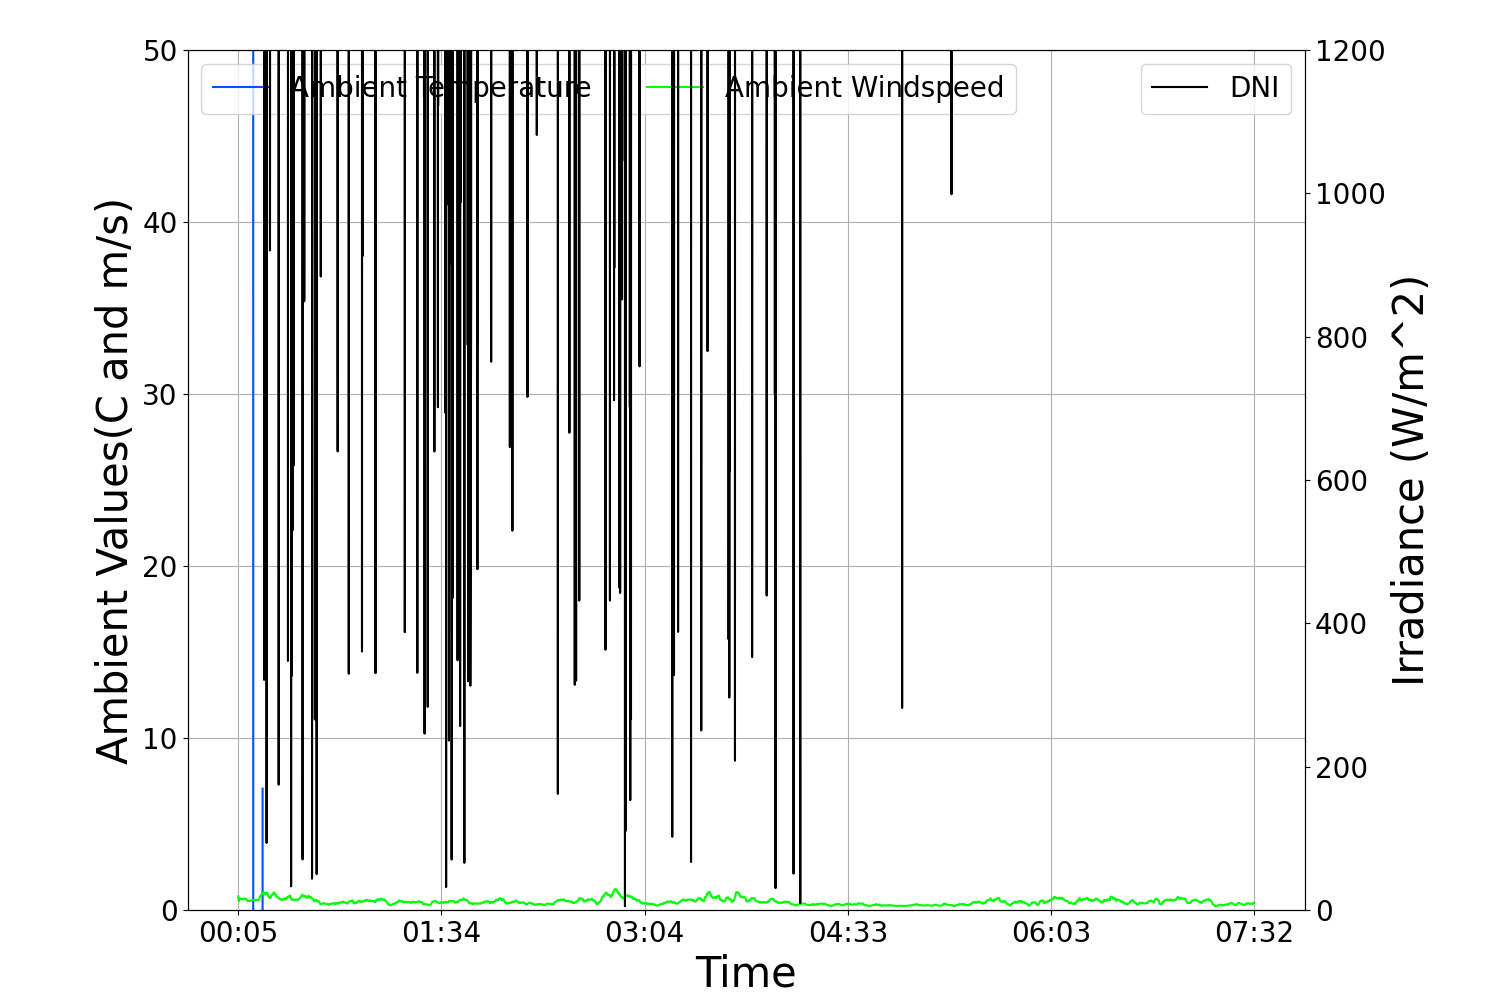 Ambient Temperature
Ambient Windspeed
DNI
Ambient Values(C and m/s)
50
40
30
20
10
0
1200
1000
800
600
400
200
0
Irradiance (W/m^2)
00:05 01:34 03:04 04:33 06:03 07:32
Time